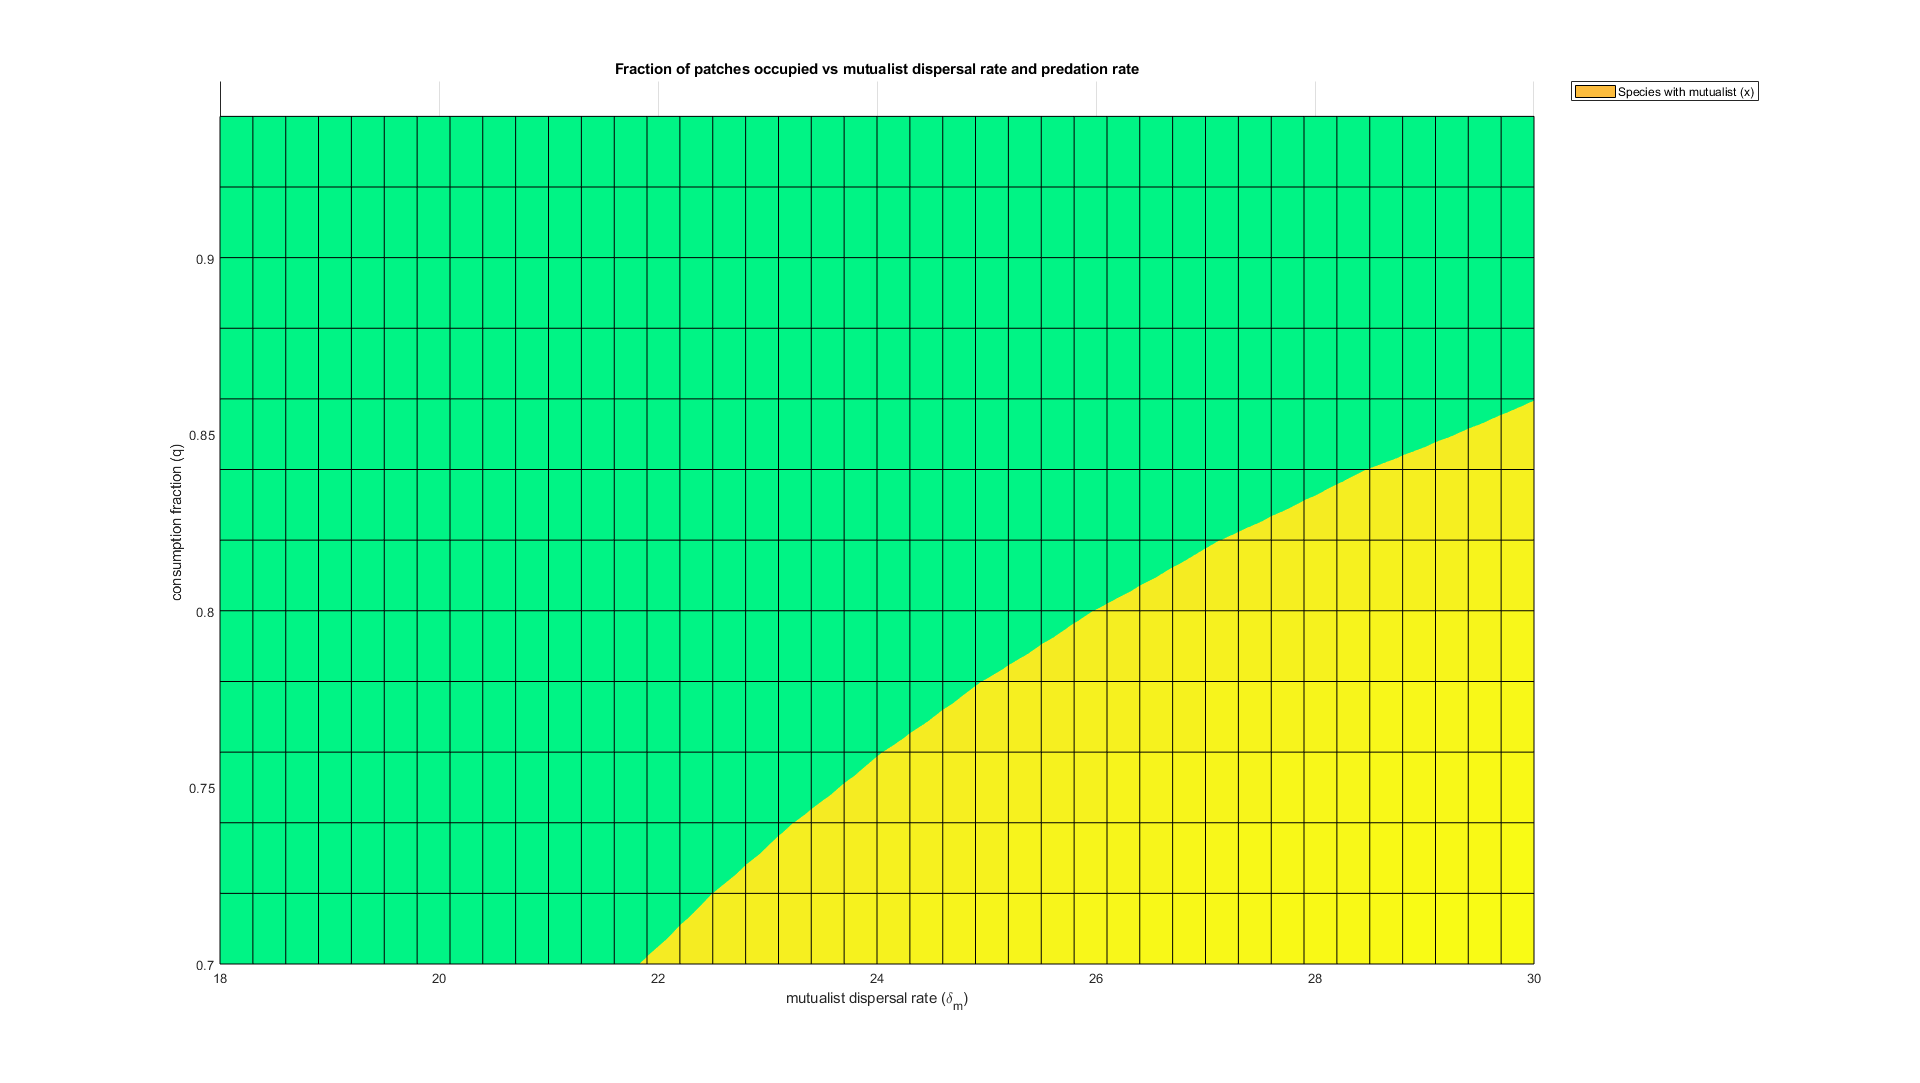 Fraction of patches occupied vs mutualist dispersal rate and predation rate
Species with mutualist (x)
0.9
0.85
0.8
0.75
0.7
consumption fraction (q)
18 20 22 24 26 28 30
mutualist dispersal rate (δm)